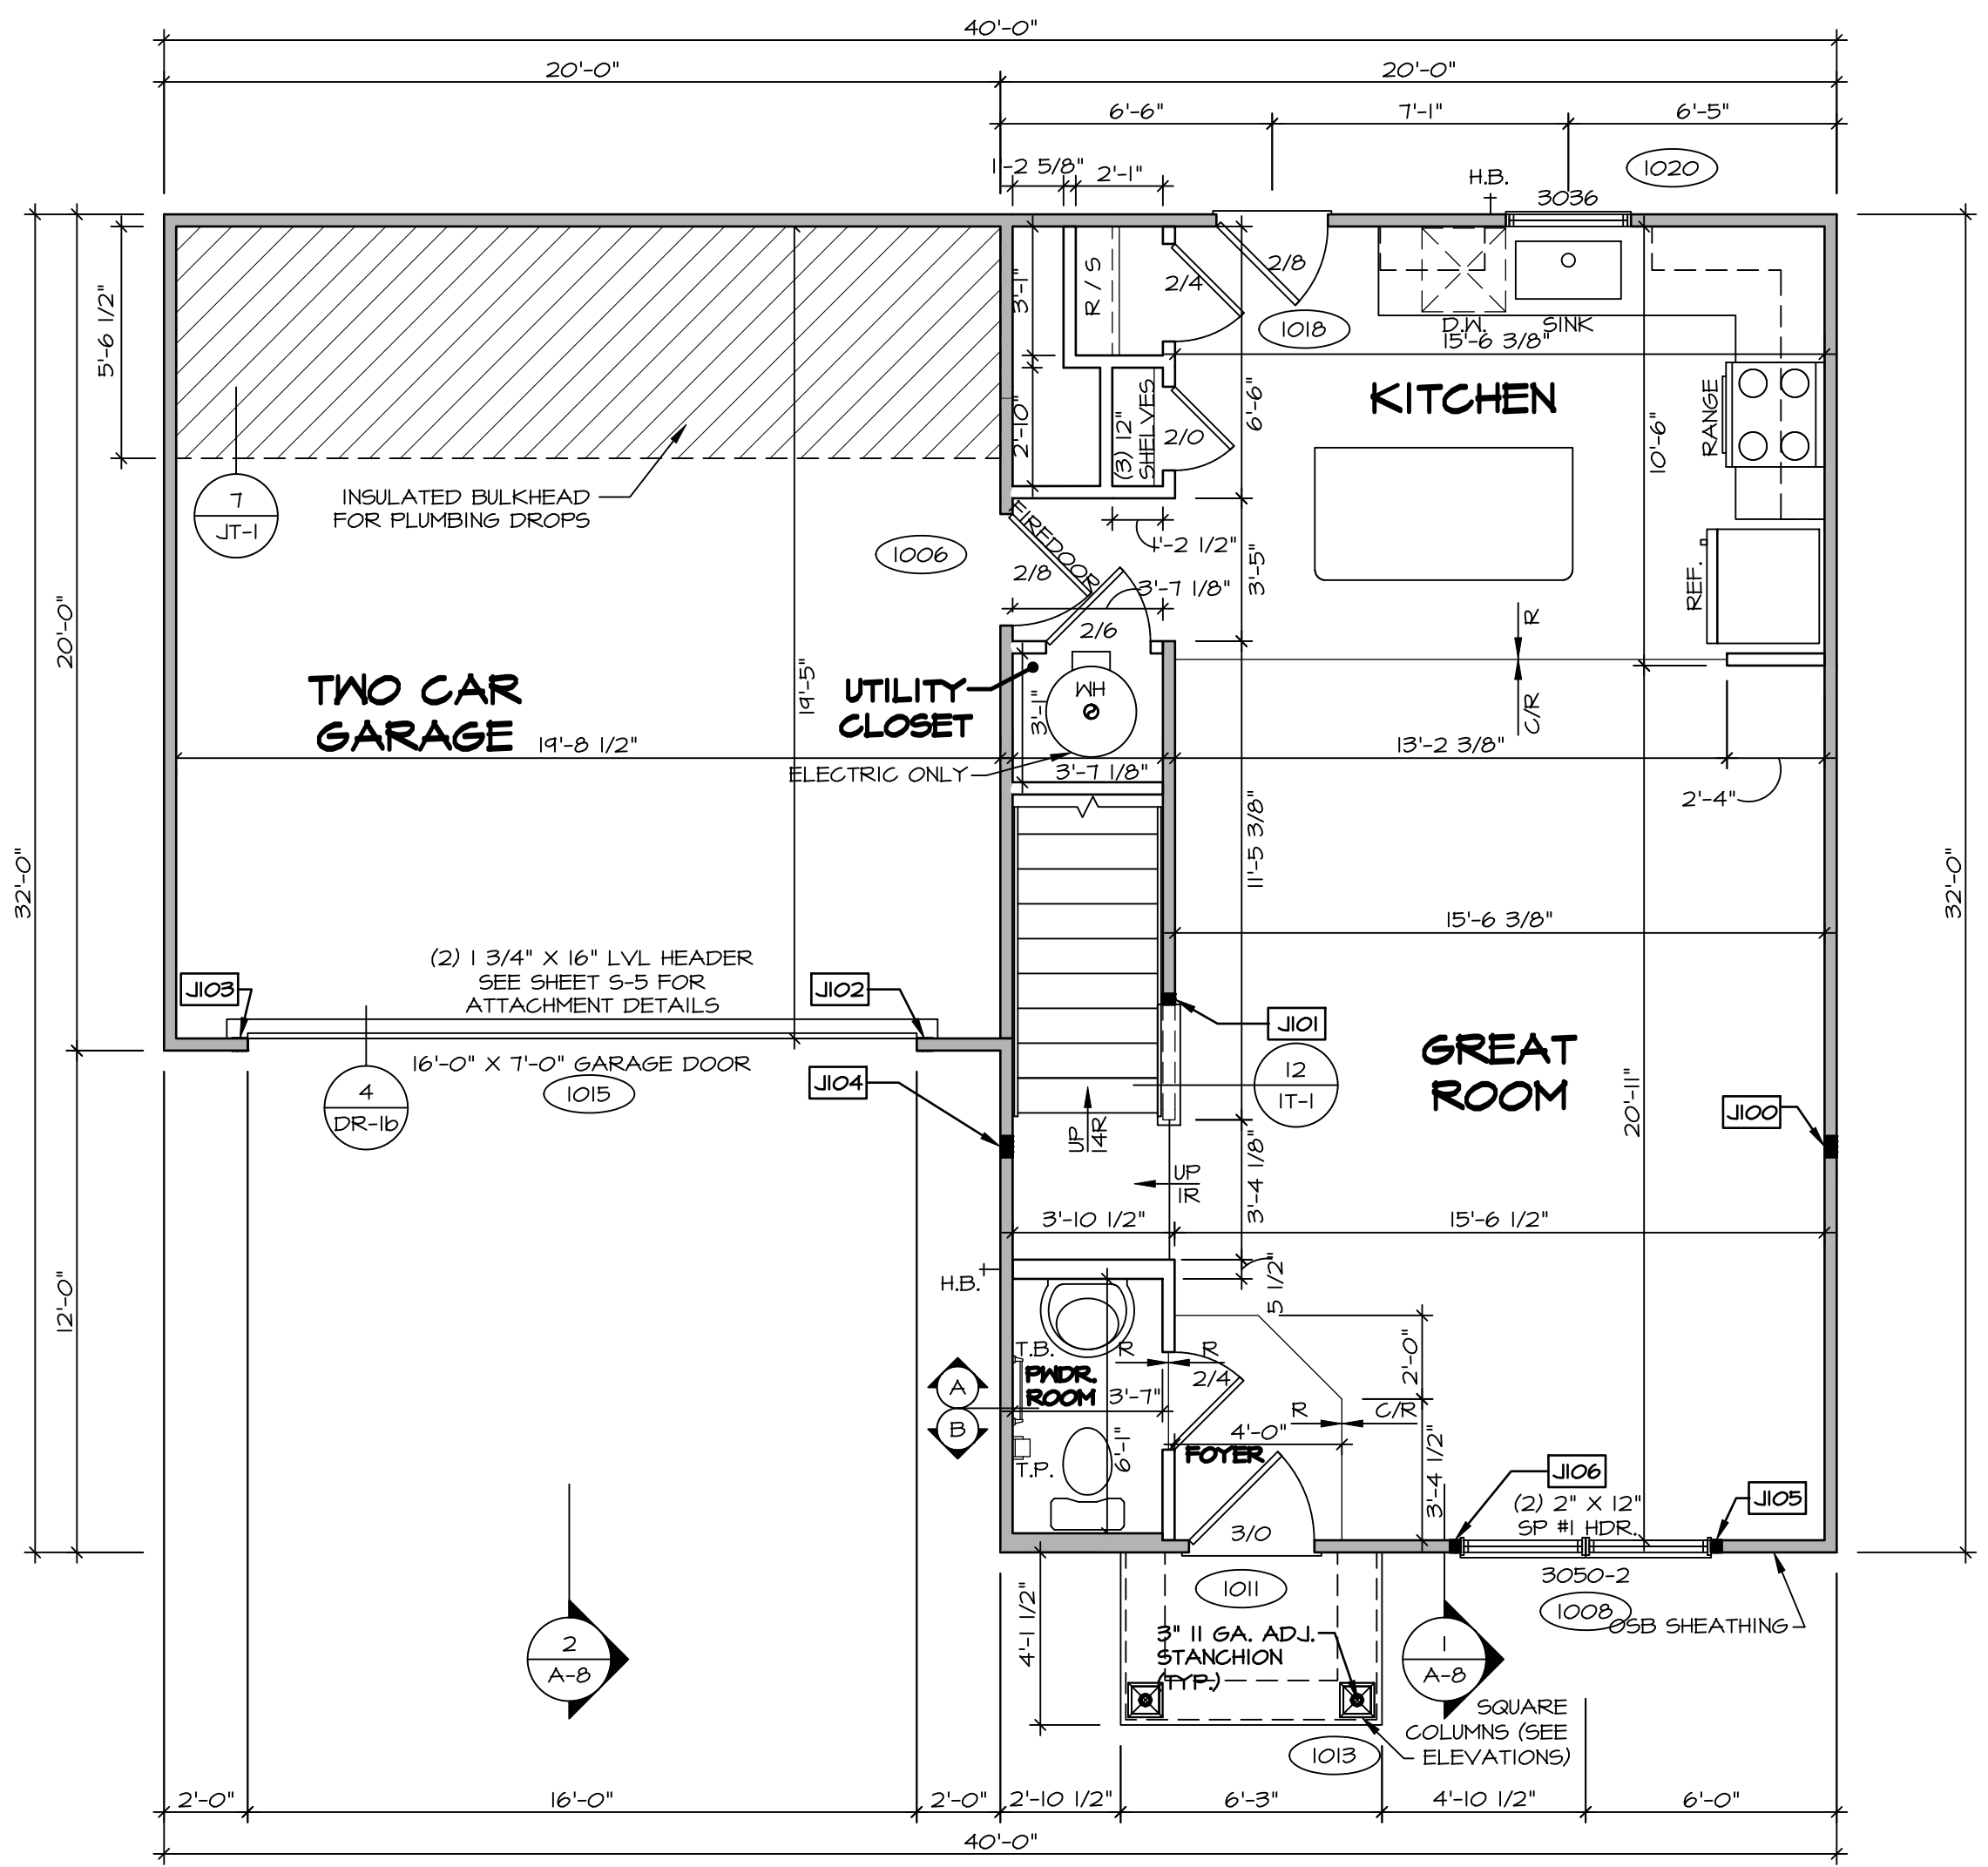 40'-0"
20'-0"
20'-0"
6'-6"
7'-1"
6'-5"
1'-2 5/8"
2'-1"
H.B.
3036
1020
5'-6 1/2"
3'-1"
R / S
2/4
2/8
1018
D.W.
SINK
15'-6 3/8"
KITCHEN
RANGE
10'-6"
6'-6"
2'-10"
(3) 12"
SHELVES
2/0
7
JT-1
INSULATED BULKHEAD
FOR PLUMBING DROPS
1006
FIREDOOR
2/8
1'-2 1/2"
3'-7 1/8"
3'-5"
REF.
R
C/R
2/6
20'-0"
32'-0"
32'-0"
TWO CAR
GARAGE
19'-8 1/2"
19'-5"
UTILITY
CLOSET
3'-1"
WH
ELECTRIC ONLY
3'-7 1/8"
13'-2 3/8"
2'-4"
11'-5 3/8"
15'-6 3/8"
(2) 1 3/4" X 16" LVL HEADER
SEE SHEET S-5 FOR
ATTACHMENT DETAILS
J103
J102
J101
16'-0" X 7'-0" GARAGE DOOR
1015
4
DR-1b
J104
12
1T-1
GREAT
ROOM
J100
20'-11"
UP
14R
UP
1R
3'-4 1/8"
3'-10 1/2"
15'-6 1/2"
12'-0"
H.B.
5 1/2"
T.B.
R
R
PWDR.
ROOM
3'-7"
2/4
2'-0"
A
B
R
C/R
4'-0"
FOYER
6'-1"
T.P.
3'-4 1/2"
J106
J105
(2) 2" X 12"
SP #1 HDR.
3/0
3050-2
1008
OSB SHEATHING
1011
4'-1 1/2"
3" 11 GA. ADJ.
STANCHION
(TYP.)
2
A-8
1
A-8
SQUARE
COLUMNS (SEE
ELEVATIONS)
1013
2'-0"
16'-0"
2'-0"
2'-10 1/2"
6'-3"
4'-10 1/2"
6'-0"
40'-0"